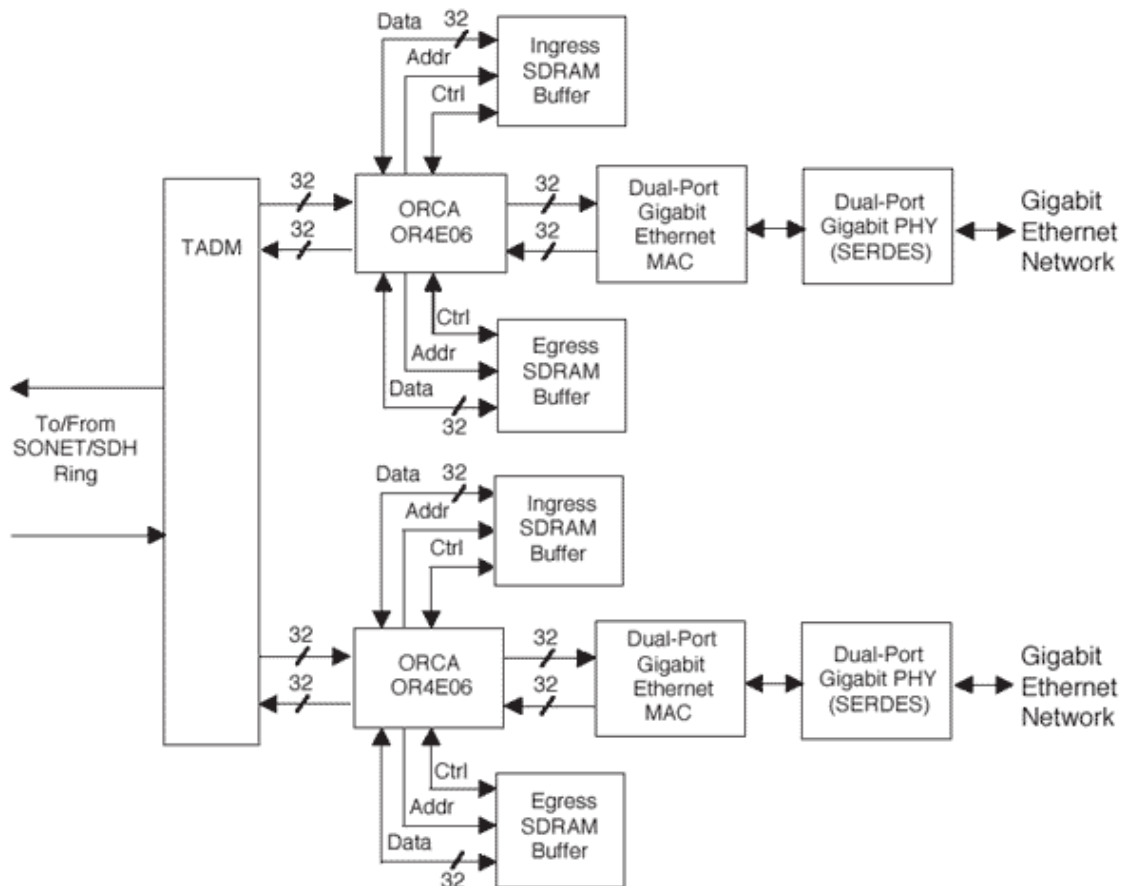 Data
32
Addr
Ctrl
Ingress
SDRAM
Buffer
32
32
TADM
ORCA
OR4E06
32
32
Dual-Port
Gigabit
Ethernet
MAC
Dual-Port
Gigabit PHY
(SERDES)
Gigabit
Ethernet
Network
Ctrl
Addr
Data
32
Egress
SDRAM
Buffer
To/From
SONET/SDH
Ring
Data
32
Addr
Ctrl
Ingress
SDRAM
Buffer
32
32
ORCA
OR4E06
32
32
Dual-Port
Gigabit
Ethernet
MAC
Dual-Port
Gigabit PHY
(SERDES)
Gigabit
Ethernet
Network
Ctrl
Addr
Data
32
Egress
SDRAM
Buffer